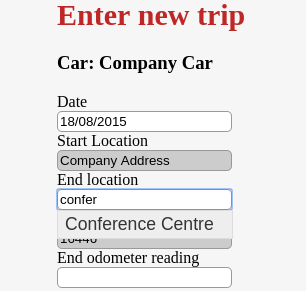 Enter new trip
Car: Company Car
Date
18/08/2015
Start Location
Company Address
End location
confer
Conference Centre
End odometer reading